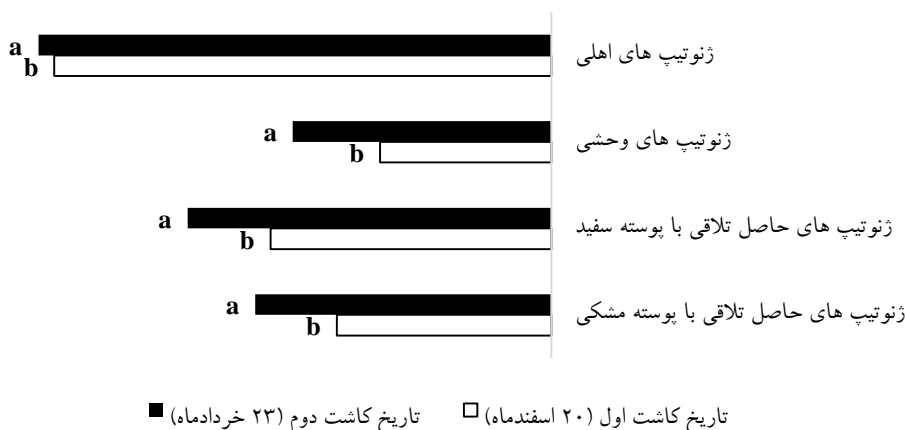 ژنوتیپ های اهلی
a
b
ژنوتیپ های وحشی
a
b
ژنوتیپ های حاصل تلاقی با پوسته سفید
a
b
ژنوتیپ های حاصل تلاقی با پوسته مشکی
a
b
تاریخ کاشت اول (۲۰ اسفندماه) تاریخ کاشت دوم (۲۳ خردادماه)